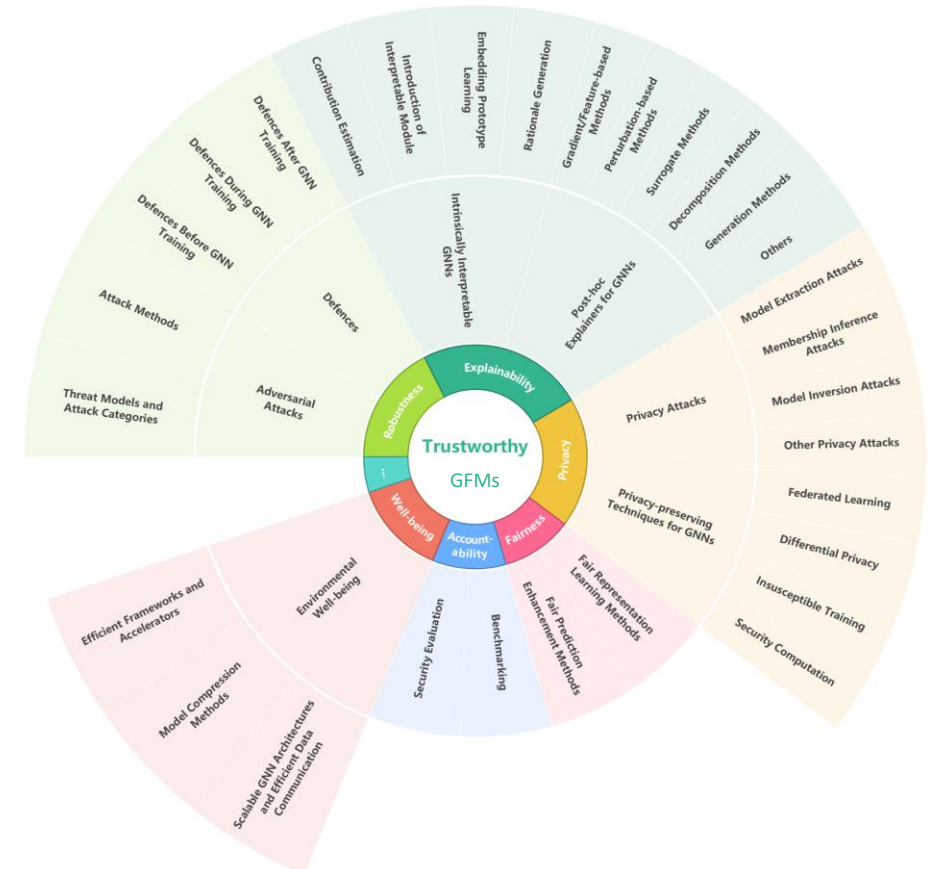 Trustworthy
GFMs
Explainability
Intrinsically Interpretable
GNNs
Contribution Estimation
Introduction of
Interpretable Module
Embedding Prototype
Learning
Rationale Generation
Post-hoc
Explainers for GNNs
Gradient/Feature-based
Methods
Perturbation-based
Methods
Surrogate Methods
Decomposition Methods
Generation Methods
Others
Privacy
Privacy Attacks
Model Extraction Attacks
Membership Inference
Attacks
Model Inversion Attacks
Other Privacy Attacks
Privacy-preserving
Techniques for GNNs
Federated Learning
Differential Privacy
Insusceptible Training
Security Computation
Fairness
Fair Representation
Learning Methods
Fair Prediction
Enhancement Methods
Account-
ability
Benchmarking
Security Evaluation
Well-being
Environmental
Well-being
Scalable GNN Architectures
and Efficient Data
Communication
Model Compression
Methods
Efficient Frameworks and
Accelerators
...
Robustness
Adversarial
Attacks
Threat Models and
Attack Categories
Attack Methods
Defences
Defences Before GNN
Training
Defences During GNN
Training
Defences After GNN
Training